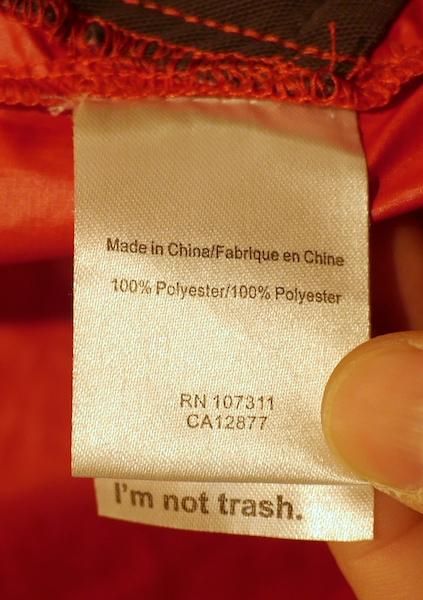 Made in China/Fabrique en Chine
100% Polyester/100% Polyester
RN 107311
CA12877
I'm not trash.